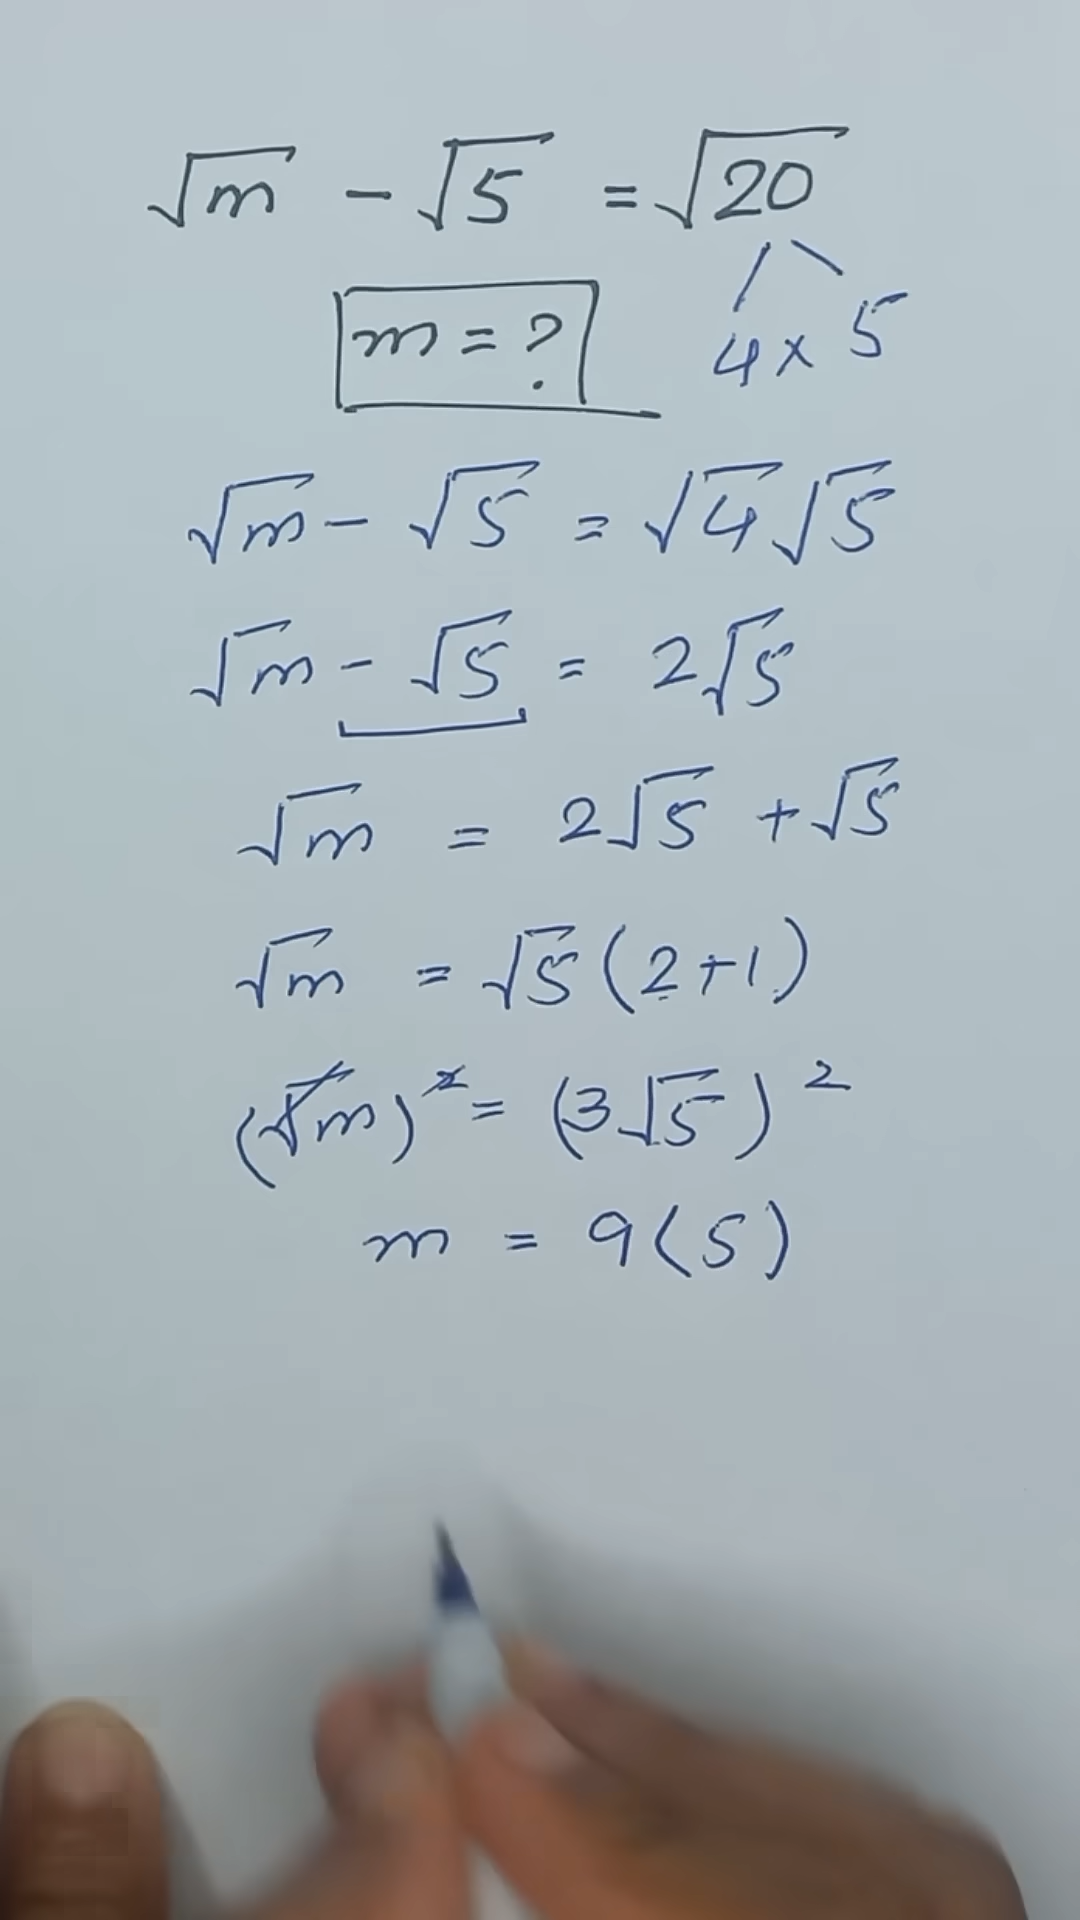 √m - √5 = √20
m = ?
4 x 5
√m - √5 = √4 √5
√m - √5 = 2√5
√m = 2√5 + √5
√m = √5 (2+1)
(√m)² = (3√5)²
m = 9(5)